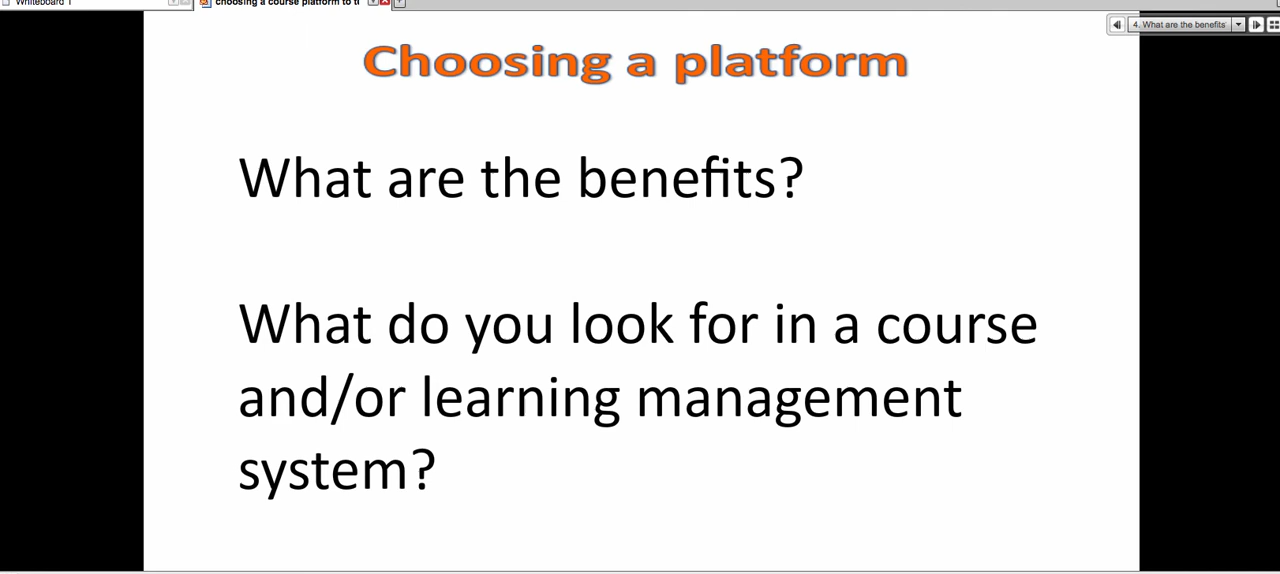 Whiteboard 1
choosing a course platform to t
4. What are the benefits
Choosing a platform
What are the benefits?
What do you look for in a course
and/or learning management
system?